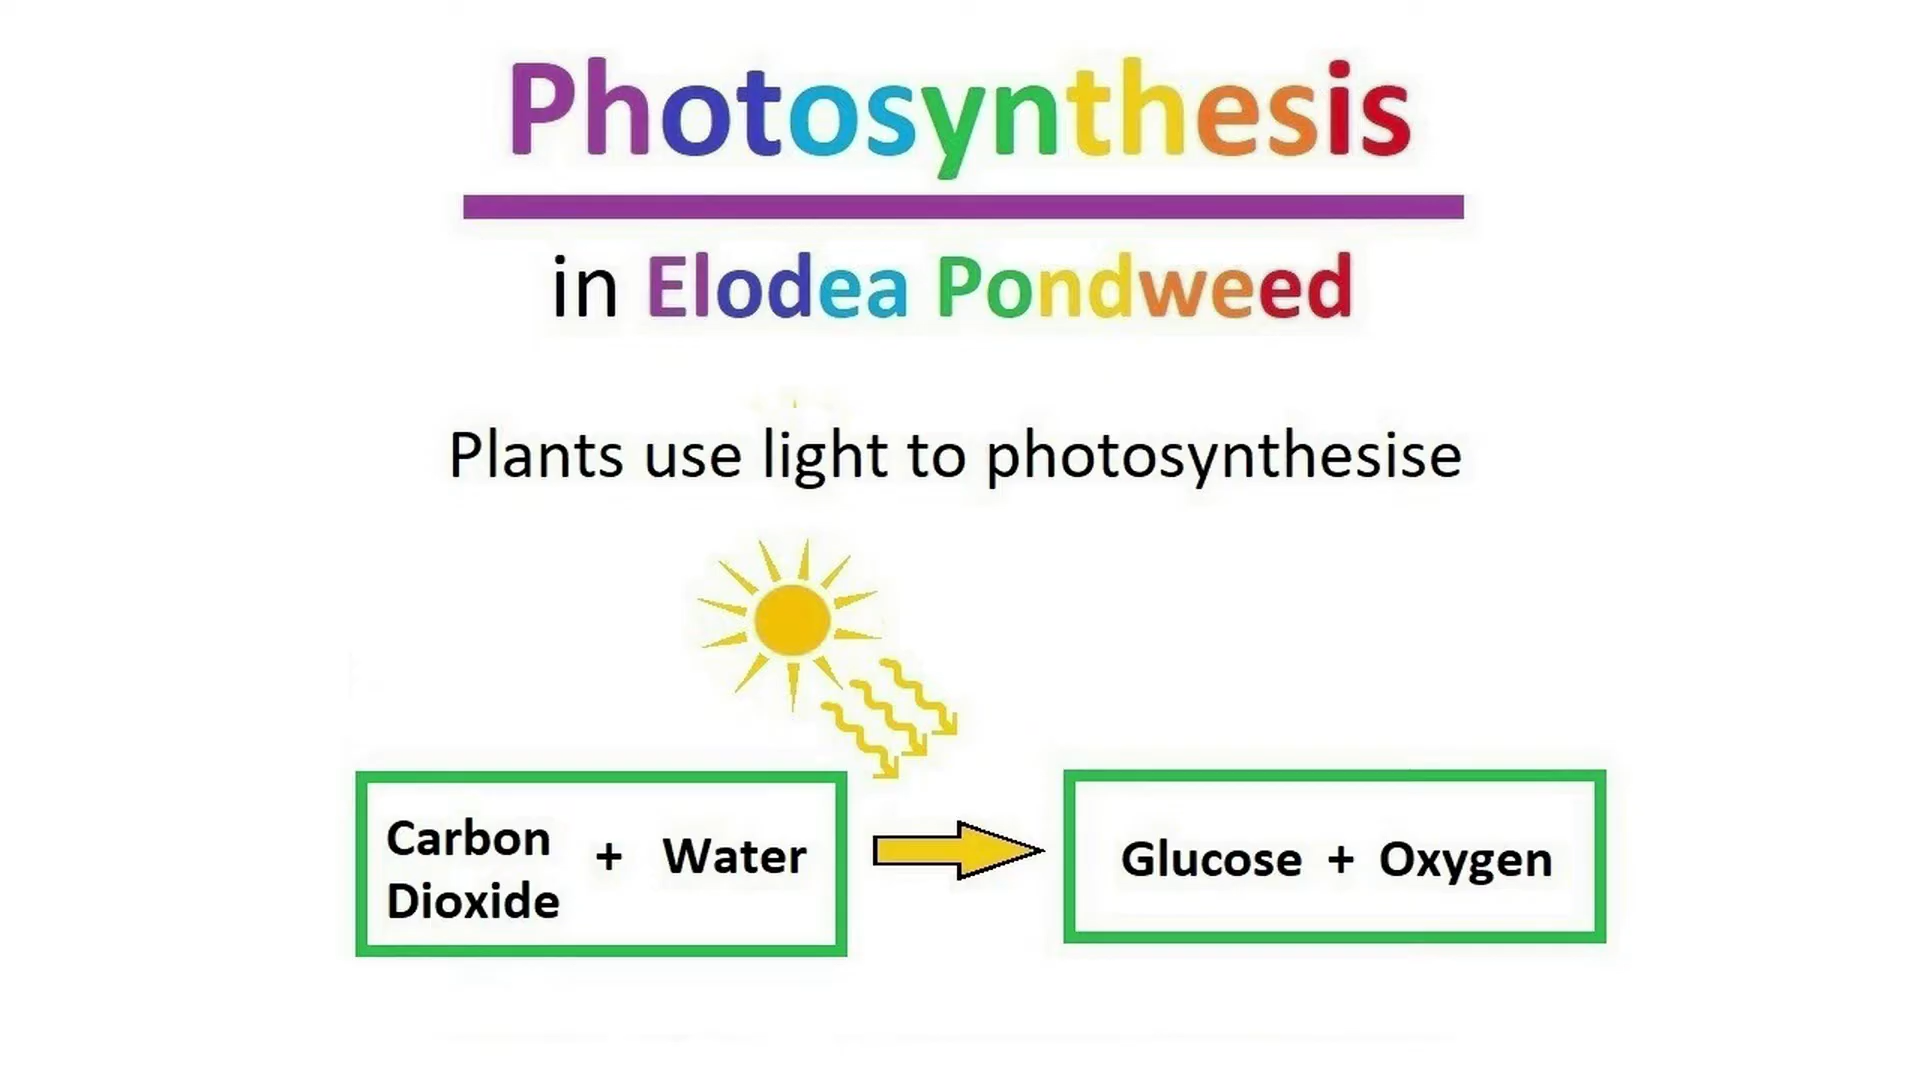 Photosynthesis
in Elodea Pondweed
Plants use light to photosynthesise
Carbon
Dioxide + Water
Glucose + Oxygen